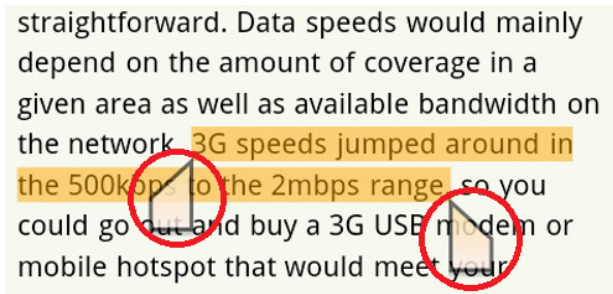 straightforward. Data speeds would mainly
depend on the amount of coverage in a
given area as well as available bandwidth on
the network. 3G speeds jumped around in
the 500kbps to the 2mbps range, so you
could go out and buy a 3G USB modem or
mobile hotspot that would meet your